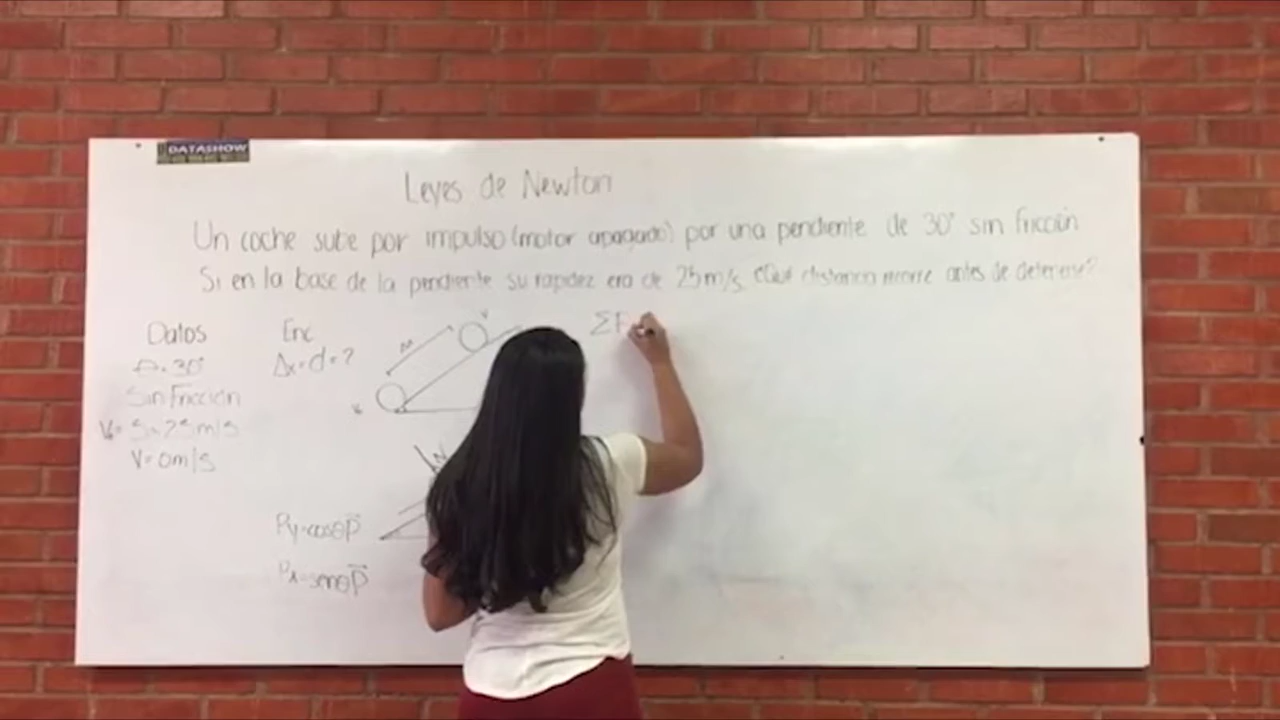 DATASHOW
Leyes de Newton
Un coche sube por impulso (motor apagado) por una pendiente de 30° sin fricción
Si en la base de la pendiente su rapidez era de 25m/s ¿Qué distancia recorre antes de detenerse?
Datos
30°
Sin Fricción
V₀= 25m/s
V=0m/s
Enc
Δx=d=?
V
ΣF
N
Py=cosθP⃗
Px=senθP⃗